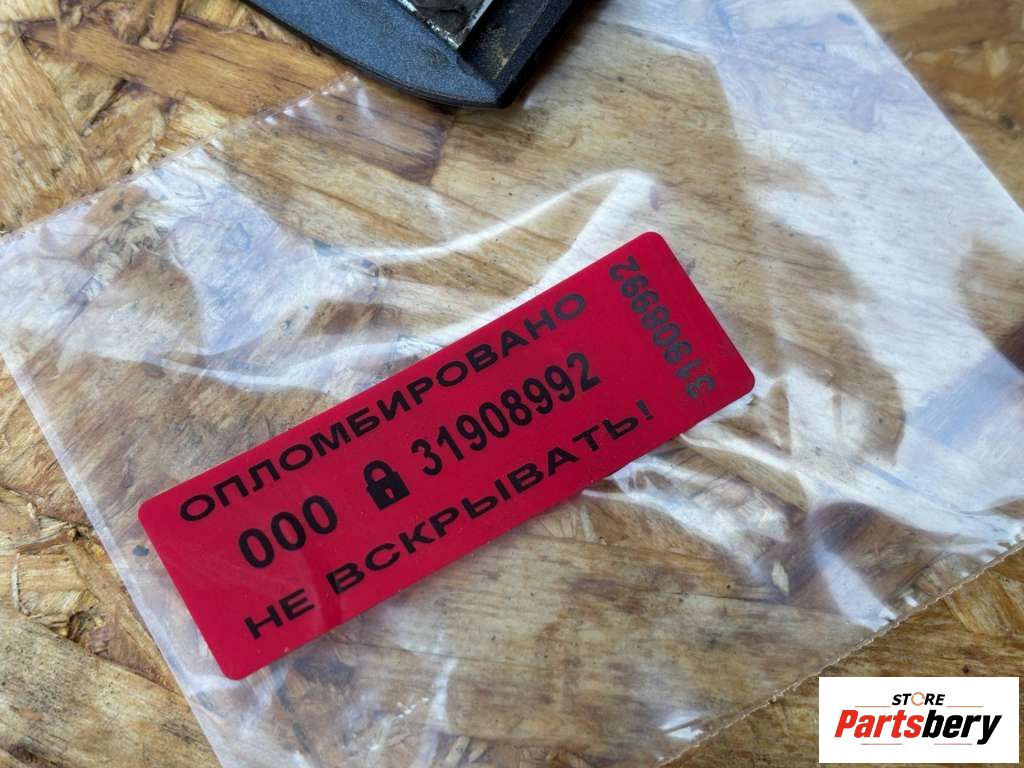 ОПЛОМБИРОВАНО
000 31908992
НЕ ВСКРЫВАТЬ!
31908992
STORE
Partsbery